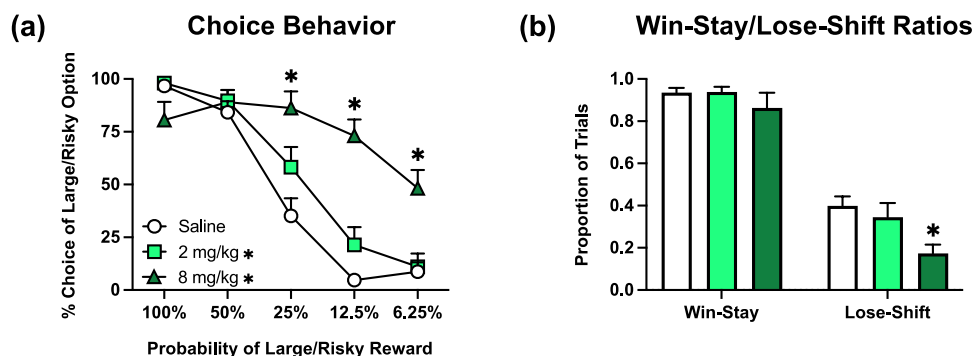 (a) Choice Behavior
% Choice of Large/Risky Option
100
75
50
25
0
* * *
Saline
2 mg/kg *
8 mg/kg *
100% 50% 25% 12.5% 6.25%
Probability of Large/Risky Reward
(b) Win-Stay/Lose-Shift Ratios
Proportion of Trials
1.0
0.8
0.6
0.4
0.2
0.0
*
Win-Stay Lose-Shift